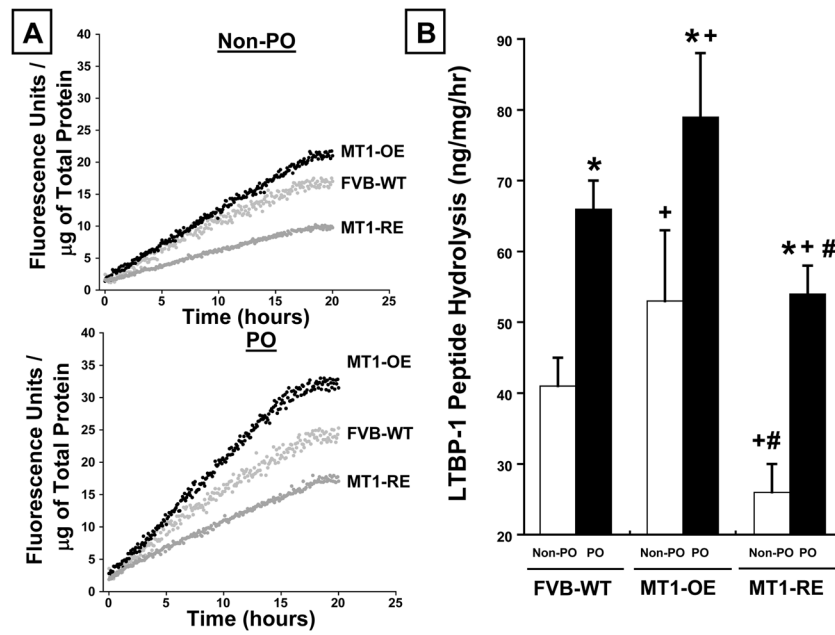 A
Non-PO
Fluorescence Units /
µg of Total Protein
40
35
30
25
20
15
10
5
0
MT1-OE
FVB-WT
MT1-RE
0 5 10 15 20 25
Time (hours)
PO
Fluorescence Units /
µg of Total Protein
40
35
30
25
20
15
10
5
0
MT1-OE
FVB-WT
MT1-RE
0 5 10 15 20 25
Time (hours)
B
LTBP-1 Peptide Hydrolysis (ng/mg/hr)
90
80
70
60
50
40
30
20
*
+
*+
+#
*+#
Non-PO PO Non-PO PO Non-PO PO
FVB-WT MT1-OE MT1-RE